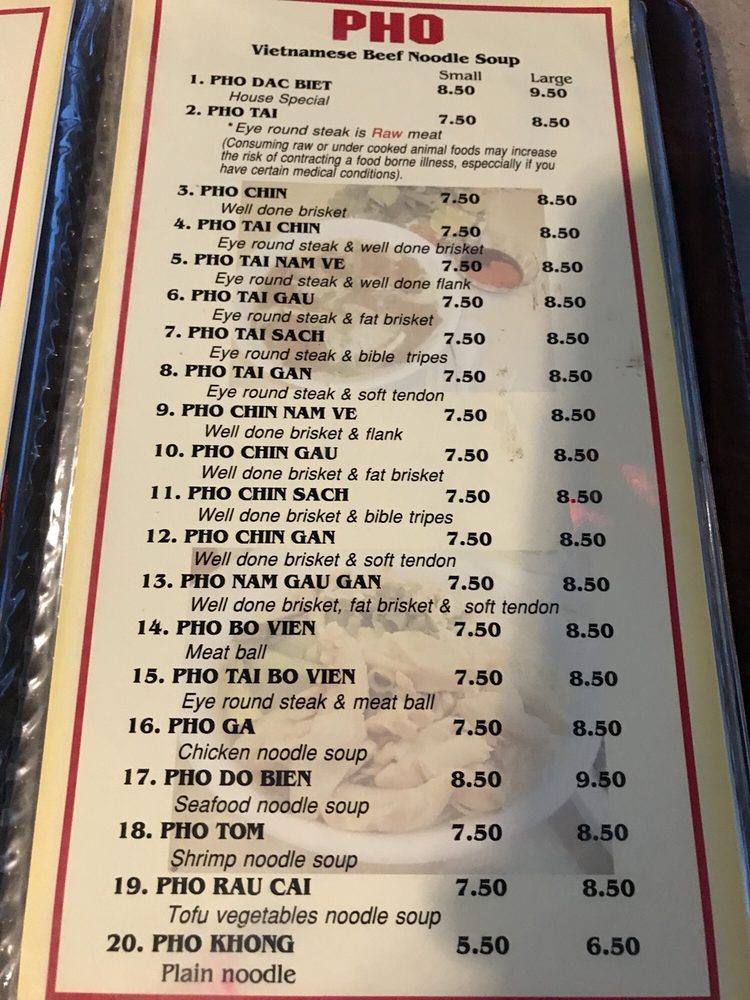 PHO
Vietnamese Beef Noodle Soup
Small Large
1. PHO DAC BIET 8.50 9.50
House Special
2. PHO TAI 7.50 8.50
*Eye round steak is Raw meat
(Consuming raw or under cooked animal foods may increase
the risk of contracting a food borne illness, especcially if you
have certain medical conditions).
3. PHO CHIN 7.50 8.50
Well done brisket
4. PHO TAI CHIN 7.50 8.50
Eye round steak & well done brisket
5. PHO TAI NAM VE 7.50 8.50
Eye round steak & well done flank
6. PHO TAI GAU 7.50 8.50
Eye round steak & fat brisket
7. PHO TAI SACH 7.50 8.50
Eye round steak & bible tripes
8. PHO TAI GAN 7.50 8.50
Eye round steak & soft tendon
9. PHO CHIN NAM VE 7.50 8.50
Well done brisket & flank
10. PHO CHIN GAU 7.50 8.50
Well done brisket & fat brisket
11. PHO CHIN SACH 7.50 8.50
Well done brisket & bible tripes
12. PHO CHIN GAN 7.50 8.50
Well done brisket & soft tendon
13. PHO NAM GAU GAN 7.50 8.50
Well done brisket, fat brisket & soft tendon
14. PHO BO VIEN 7.50 8.50
Meat ball
15. PHO TAI BO VIEN 7.50 8.50
Eye round steak & meat ball
16. PHO GA 7.50 8.50
Chicken noodle soup
17. PHO DO BIEN 8.50 9.50
Seafood noodle soup
18. PHO TOM 7.50 8.50
Shrimp noodle soup
19. PHO RAU CAI 7.50 8.50
Tofu vegetables noodle soup
20. PHO KHONG 5.50 6.50
Plain noodle